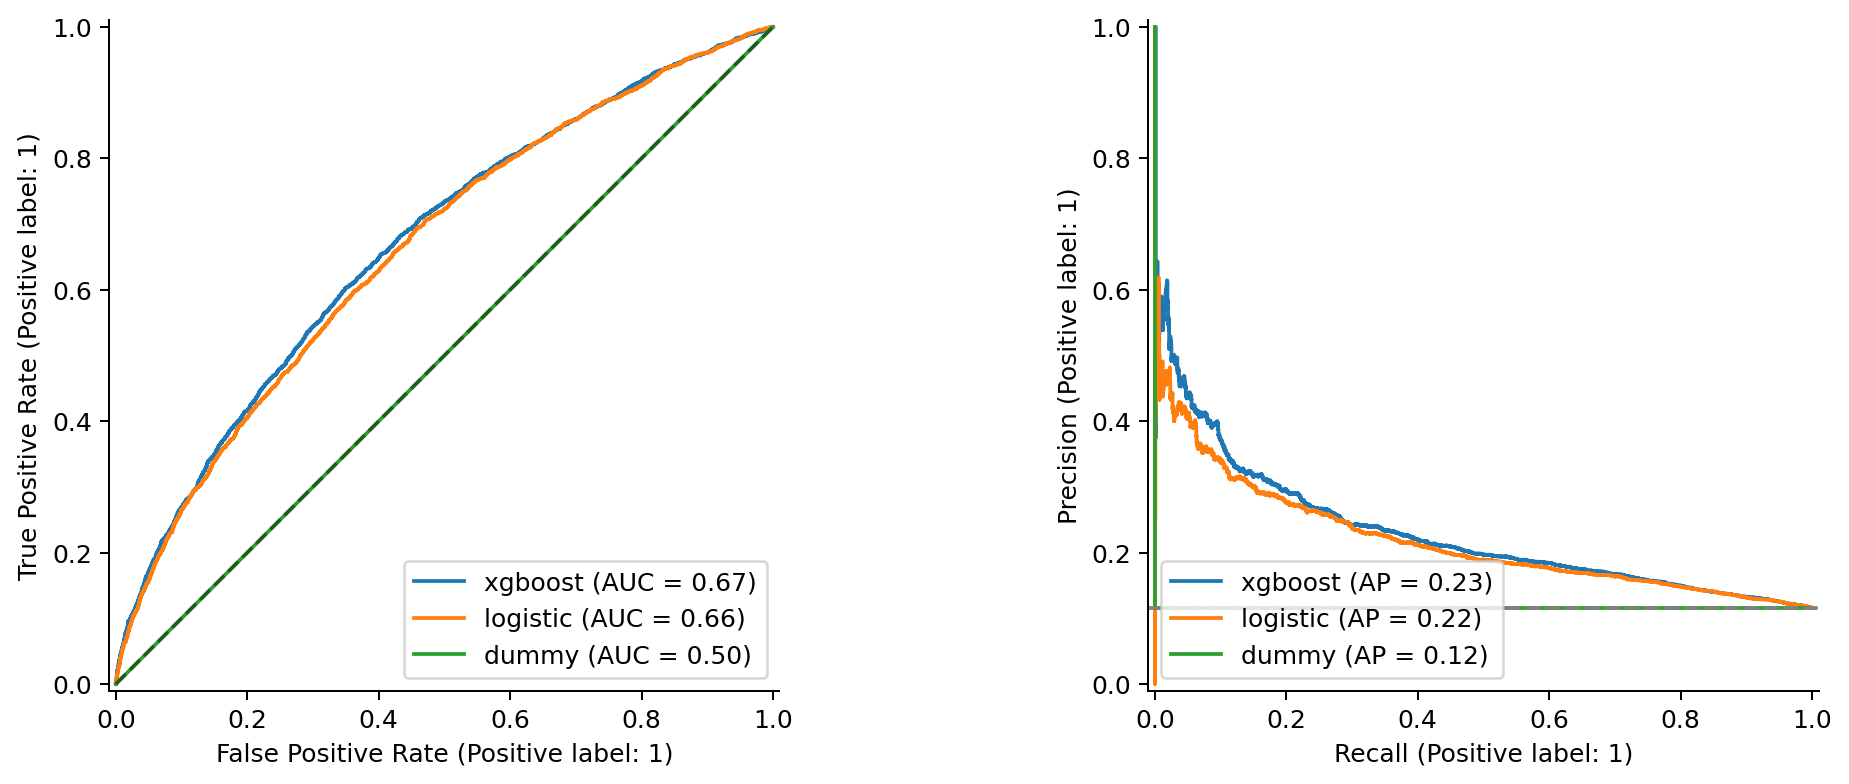 1.0
0.8
0.6
0.4
0.2
0.0
True Positive Rate (Positive label: 1)
xgboost (AUC = 0.67)
logistic (AUC = 0.66)
dummy (AUC = 0.50)
0.0 0.2 0.4 0.6 0.8 1.0
False Positive Rate (Positive label: 1)
1.0
0.8
0.6
0.4
0.2
0.0
Precision (Positive label: 1)
xgboost (AP = 0.23)
logistic (AP = 0.22)
dummy (AP = 0.12)
0.0 0.2 0.4 0.6 0.8 1.0
Recall (Positive label: 1)